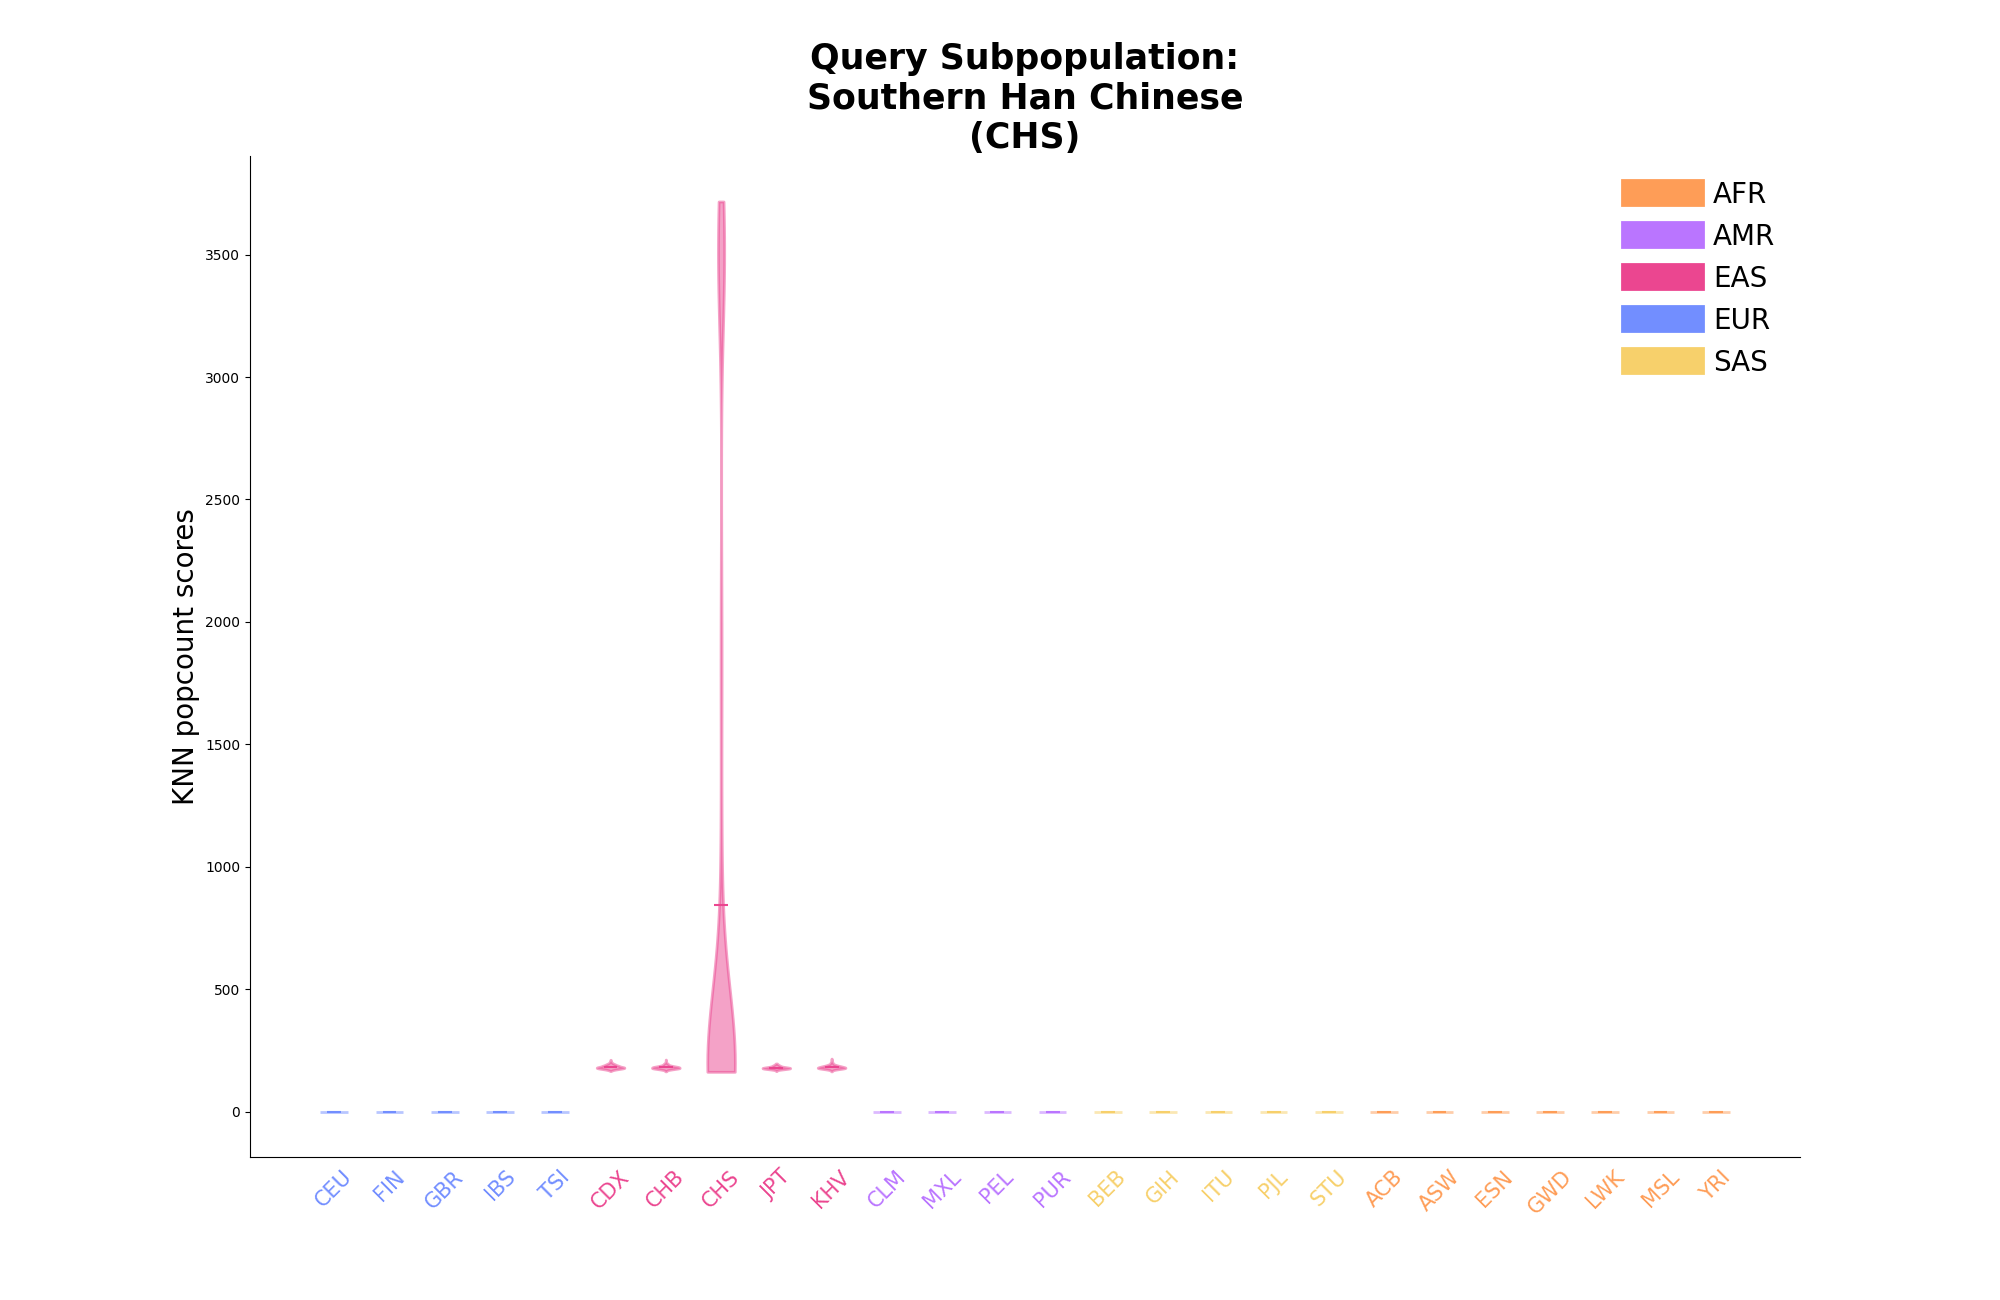 Query Subpopulation:
Southern Han Chinese
(CHS)
AFR
AMR
EAS
EUR
SAS
KNN popcount scores
3500
3000
2500
2000
1500
1000
500
0
CEU FIN GBR IBS TSI CDX CHB CHS JPT KHV CLM MXL PEL PUR BEB GIH ITU PJL STU ACB ASW ESN GWD LWK MSL YRI